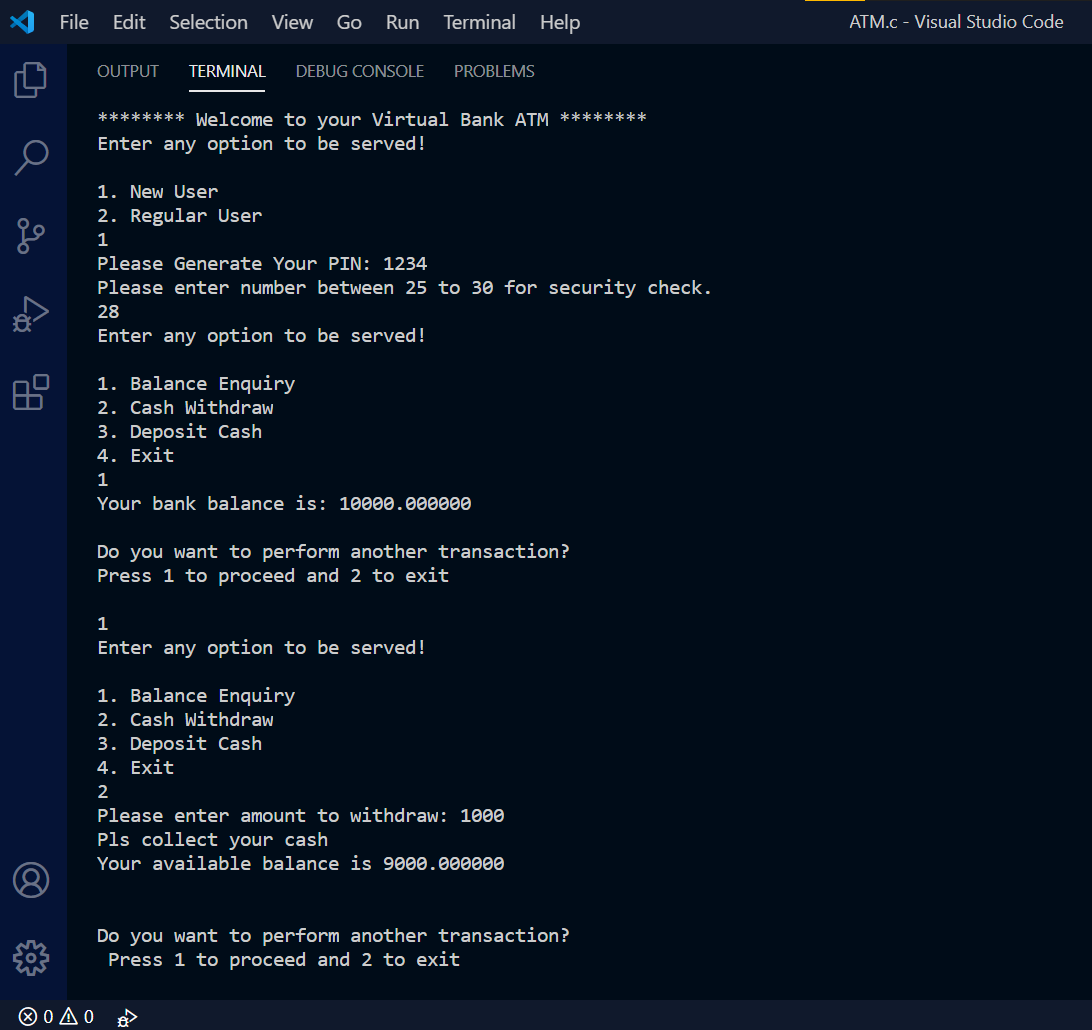 File Edit Selection View Go Run Terminal Help ATM.c - Visual Studio Code
OUTPUT TERMINAL DEBUG CONSOLE PROBLEMS
******** Welcome to your Virtual Bank ATM ********
Enter any option to be served!
1. New User
2. Regular User
1
Please Generate Your PIN: 1234
Please enter number between 25 to 30 for security check.
28
Enter any option to be served!
1. Balance Enquiry
2. Cash Withdraw
3. Deposit Cash
4. Exit
1
Your bank balance is: 10000.000000
Do you want to perform another transaction?
Press 1 to proceed and 2 to exit
1
Enter any option to be served!
1. Balance Enquiry
2. Cash Withdraw
3. Deposit Cash
4. Exit
2
Please enter amount to withdraw: 1000
Pls collect your cash
Your available balance is 9000.000000
Do you want to perform another transaction?
Press 1 to proceed and 2 to exit
0 0